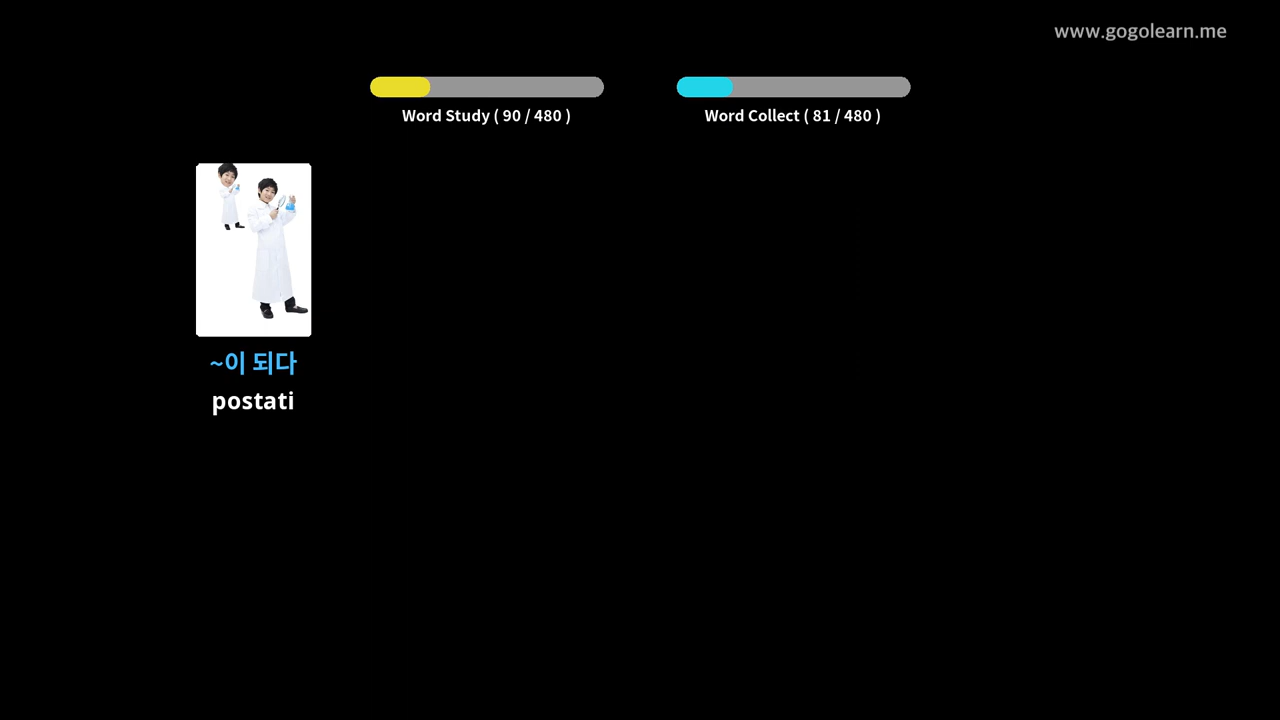 www.gogolearn.me
Word Study ( 90 / 480 )
Word Collect ( 81 / 480 )
~이 되다
postati